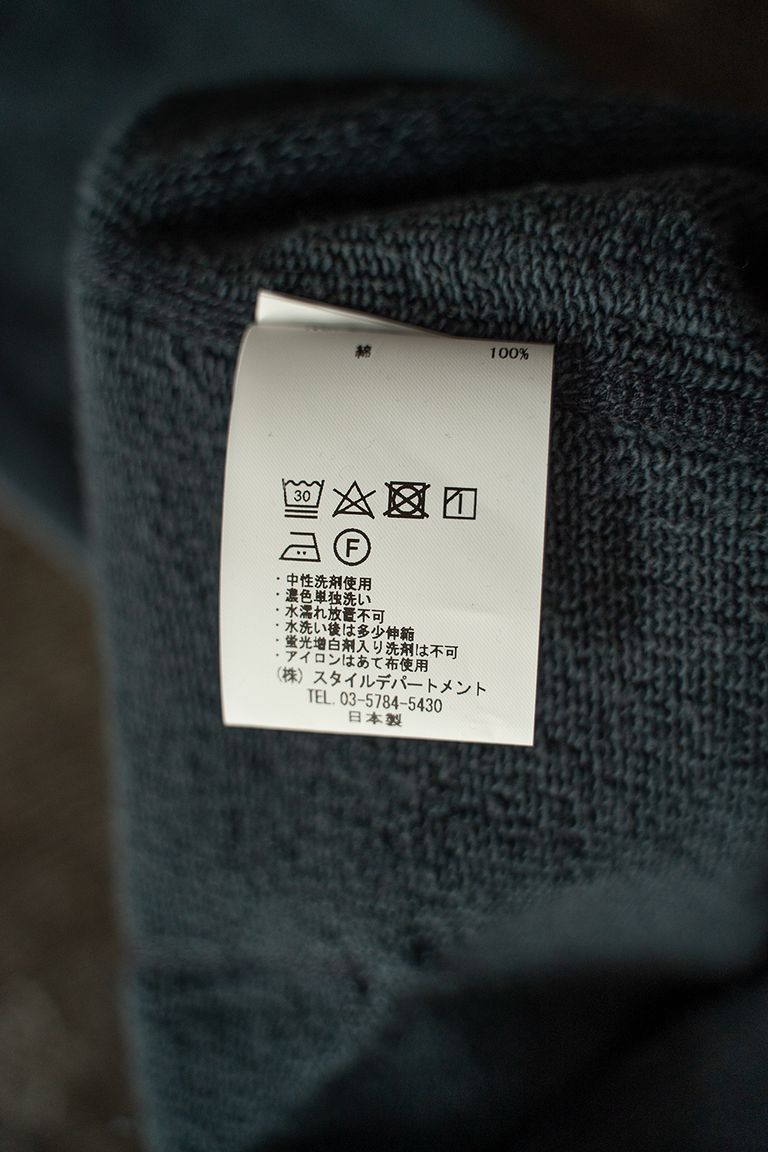 綿 100%
30
1
F
・中性洗剤使用
・濃色単独洗い
・水濡れ放置不可
・水洗い後は多少伸縮
・蛍光増白剤入り洗剤は不可
・アイロンはあて布使用
(株) スタイルデパートメント
TEL. 03-5784-5430
日本製